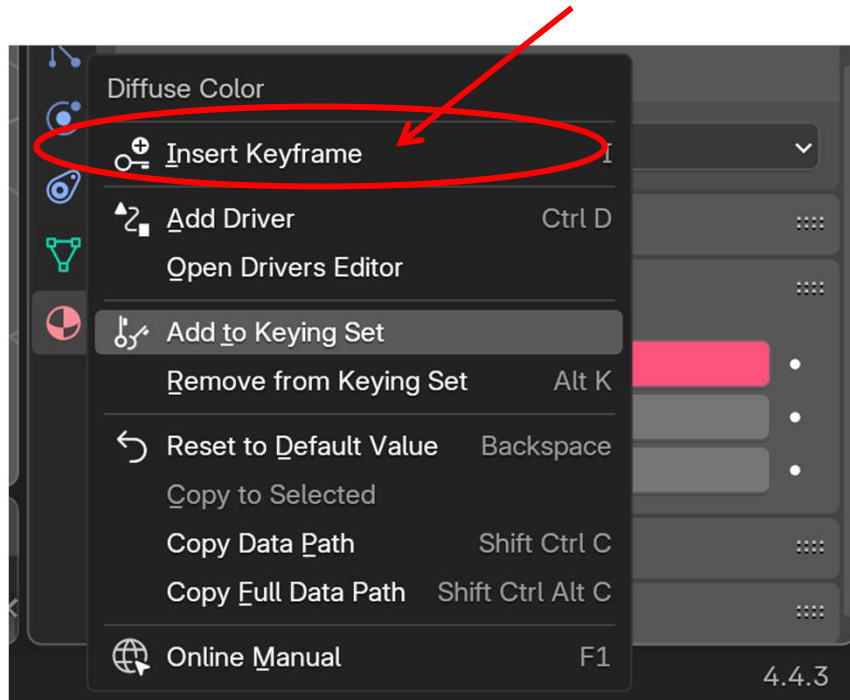 Diffuse Color
Insert Keyframe I
Add Driver Ctrl D
Open Drivers Editor
Add to Keying Set
Remove from Keying Set Alt K
Reset to Default Value Backspace
Copy to Selected
Copy Data Path Shift Ctrl C
Copy Full Data Path Shift Ctrl Alt C
Online Manual F1
4.4.3